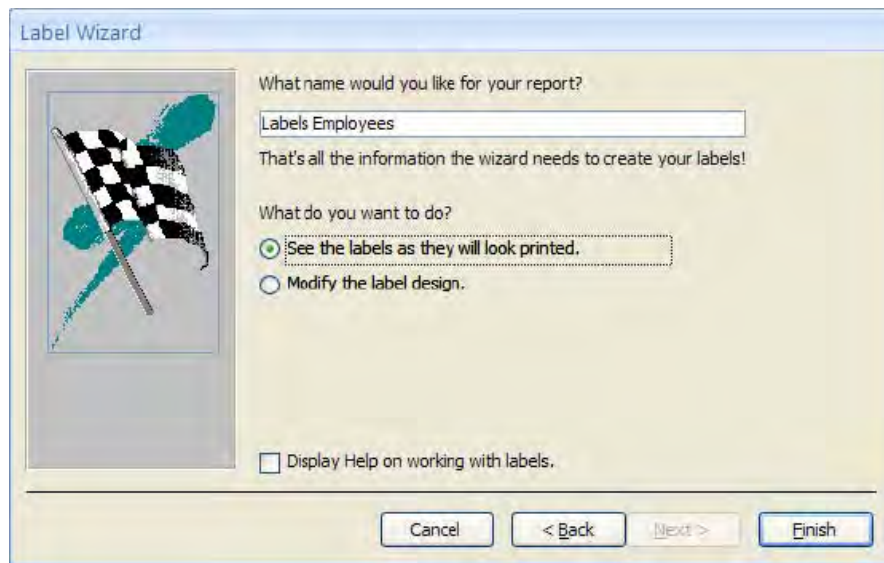 Label Wizard
What name would you like for your report?
Labels Employees
That's all the information the wizard needs to create your labels!
What do you want to do?
See the labels as they will look printed.
Modify the label design.
Display Help on working with labels.
Cancel < Back Next > Finish